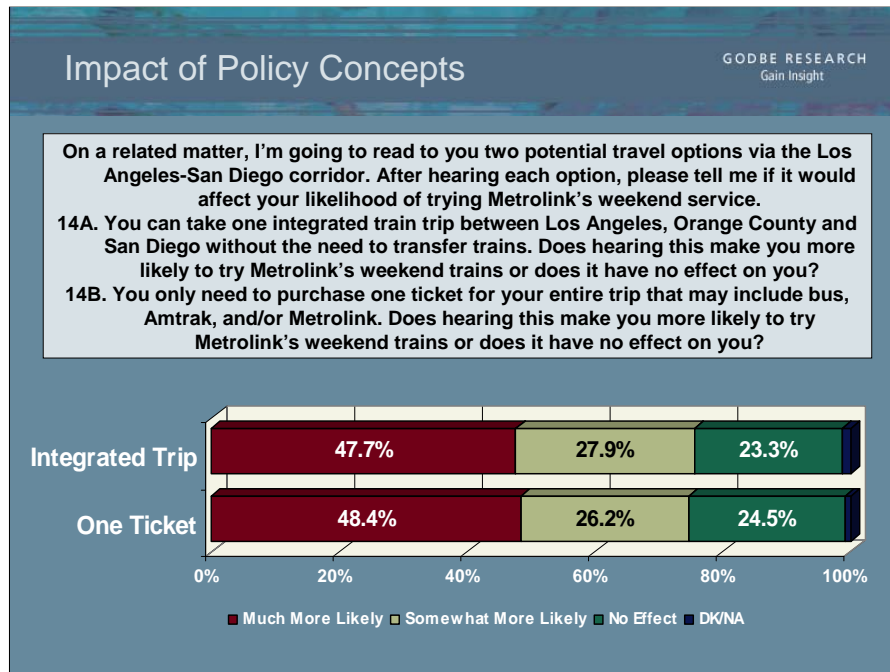 Impact of Policy Concepts
GODBE RESEARCH
Gain Insight
On a related matter, I'm going to read to you two potential travel options via the Los
Angeles-San Diego corridor. After hearing each option, please tell me if it would
affect your likelihood of trying Metrolink's weekend service.
14A. You can take one integrated train trip between Los Angeles, Orange County and
San Diego without the need to transfer trains. Does hearing this make you more
likely to try Metrolink's weekend trains or does it have no effect on you?
14B. You only need to purchase one ticket for your entire trip that may include bus,
Amtrak, and/or Metrolink. Does hearing this make you more likely to try
Metrolink's weekend trains or does it have no effect on you?
Integrated Trip 47.7% 27.9% 23.3%
One Ticket 48.4% 26.2% 24.5%
0% 20% 40% 60% 80% 100%
Much More Likely Somewhat More Likely No Effect DK/NA